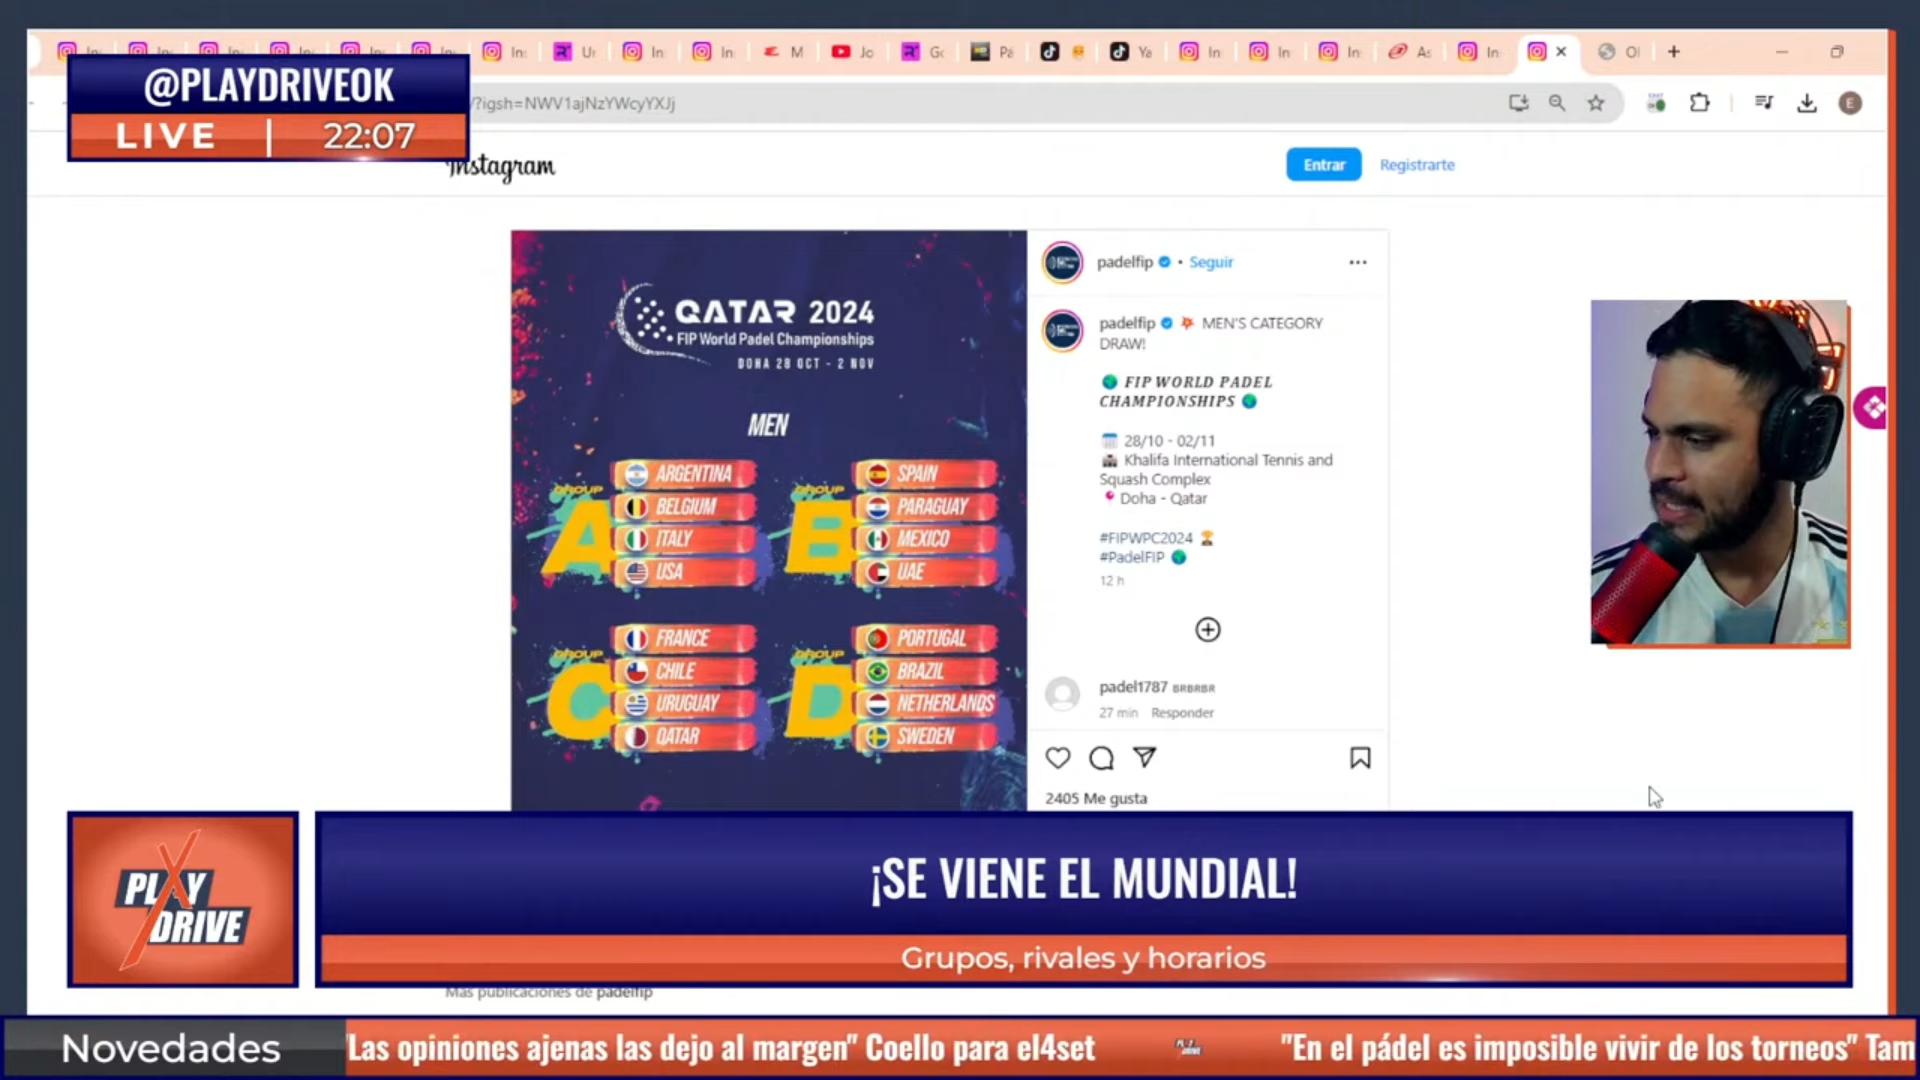 @PLAYDRIVEOK
LIVE | 22:07
/?igsh=NWV1ajNzYWcyYXJj
Instagram
Entrar
Registrarte
QATAR 2024
FIP World Padel Championships
DOHA 28 OCT - 2 NOV
MEN
GROUP A
ARGENTINA
BELGIUM
ITALY
USA
GROUP B
SPAIN
PARAGUAY
MEXICO
UAE
GROUP C
FRANCE
CHILE
URUGUAY
QATAR
GROUP D
PORTUGAL
BRAZIL
NETHERLANDS
SWEDEN
padelfip • Seguir
padelfip 💥 MEN'S CATEGORY
DRAW!
🌍 FIP WORLD PADEL
CHAMPIONSHIPS 🌍
🗓️ 28/10 - 02/11
🏟️ Khalifa International Tennis and
Squash Complex
📍 Doha - Qatar
#FIPWPC2024 🏆
#PadelFIP 🌍
12 h
padel1787 BRBRBR
27 min Responder
2405 Me gusta
PLAY
DRIVE
¡SE VIENE EL MUNDIAL!
Grupos, rivales y horarios
Más publicaciones de padelfip
Novedades
"Las opiniones ajenas las dejo al margen" Coello para el4set
"En el pádel es imposible vivir de los torneos" Tam